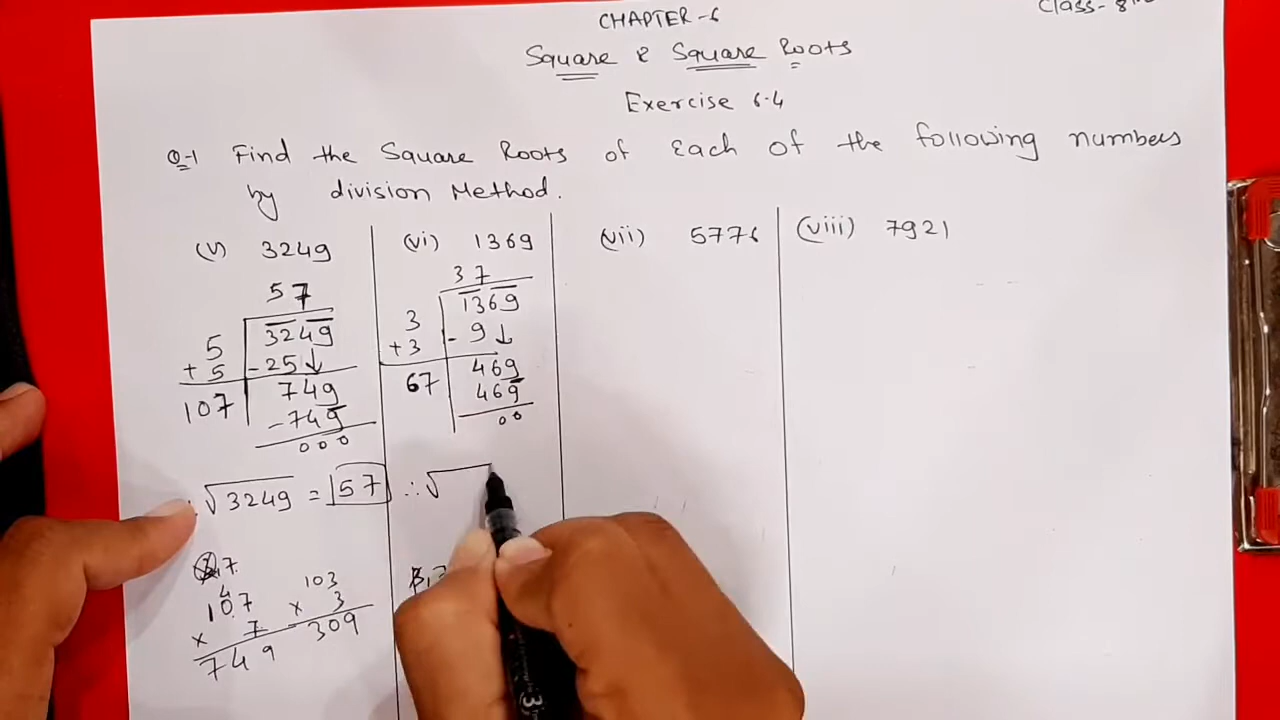 CHAPTER-6
Class-8th
Square & Square Roots
Exercise 6.4
Q-1 Find the Square Roots of Each of the following numbers
by division Method.
(v) 3249
57
5
3249
+ 5
-25↓
107
749
-749
000
√3249 = 57
107
× 7
749
103
× 3
309
(vi) 1369
37
3
1369
+3
- 9↓
67
469
469
00
∴√
(vii) 5776
(viii) 7921